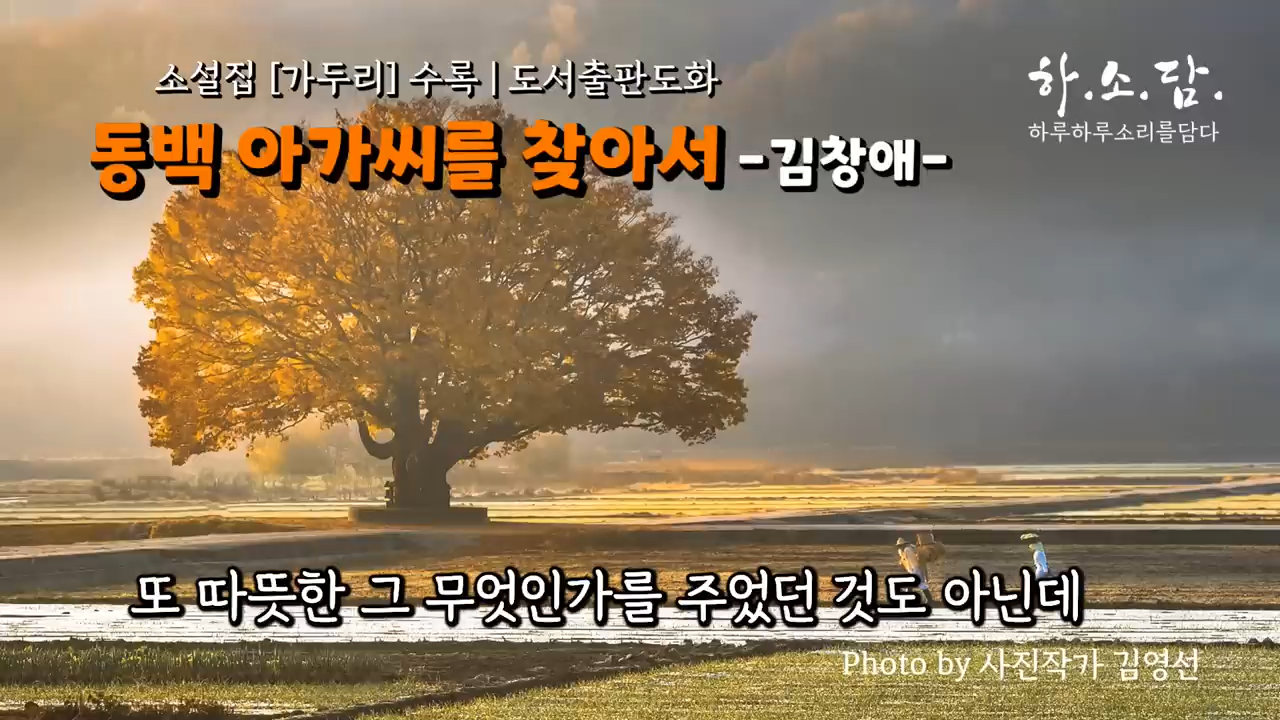 소설집 [가두리] 수록 | 도서출판도화
하.소.담.
하루하루소리를담다
동백 아가씨를 찾아서 -김창애-
또 따뜻한 그 무엇인가를 주었던 것도 아닌데
Photo by 사진작가 김영선